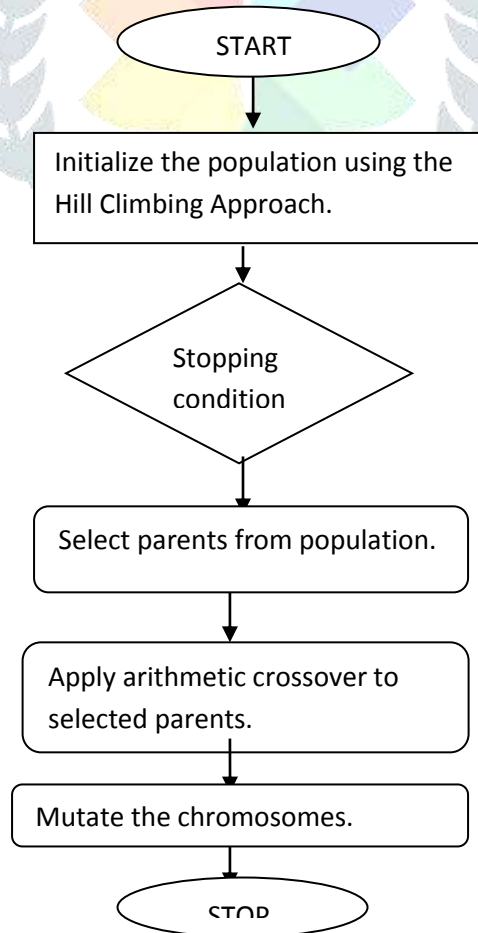 START
Initialize the population using the
Hill Climbing Approach.
Stopping
condition
Select parents from population.
Apply arithmetic crossover to
selected parents.
Mutate the chromosomes.
STOP